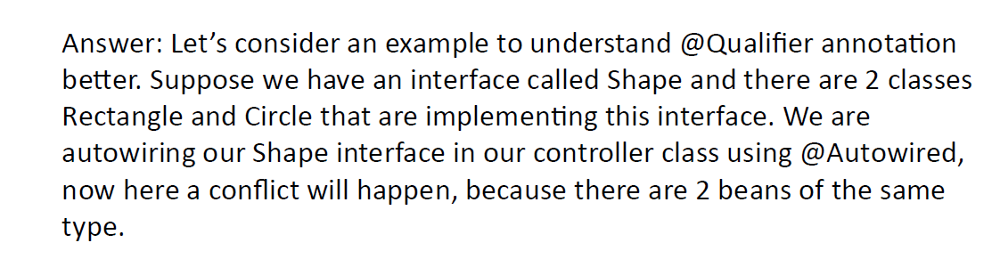 Answer: Let’s consider an example to understand @Qualifier annotation
better. Suppose we have an interface called Shape and there are 2 classes
Rectangle and Circle that are implementing this interface. We are
autowiring our Shape interface in our controller class using @Autowired,
now here a conflict will happen, because there are 2 beans of the same
type.